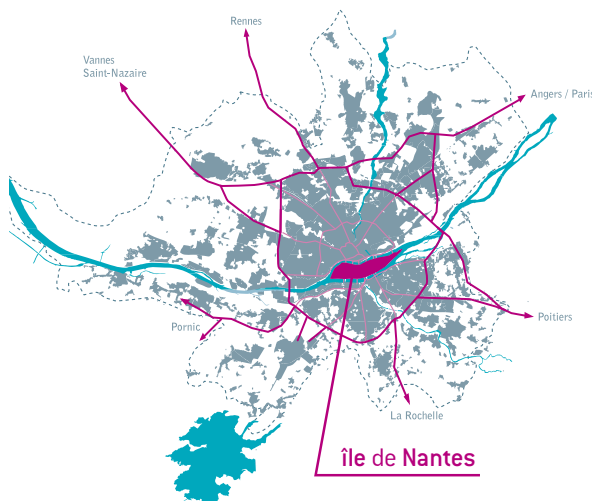 Rennes
Vannes
Saint-Nazaire
Angers / Paris
Poitiers
Pornic
La Rochelle
île de Nantes